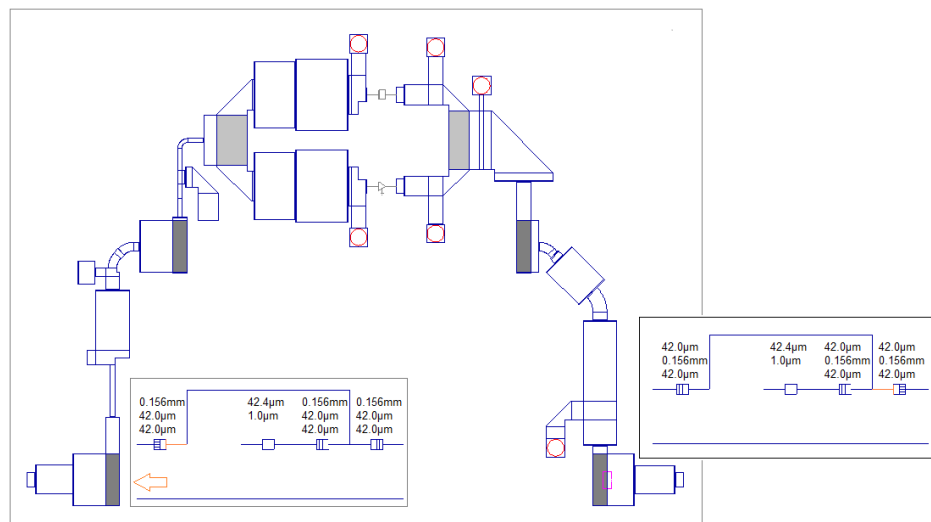 42.0µm 42.4µm 42.0µm 42.0µm
0.156mm 1.0µm 0.156mm 0.156mm
42.0µm 42.0µm 42.0µm
0.156mm 42.4µm 0.156mm 0.156mm
42.0µm 1.0µm 42.0µm 42.0µm
42.0µm 42.0µm 42.0µm